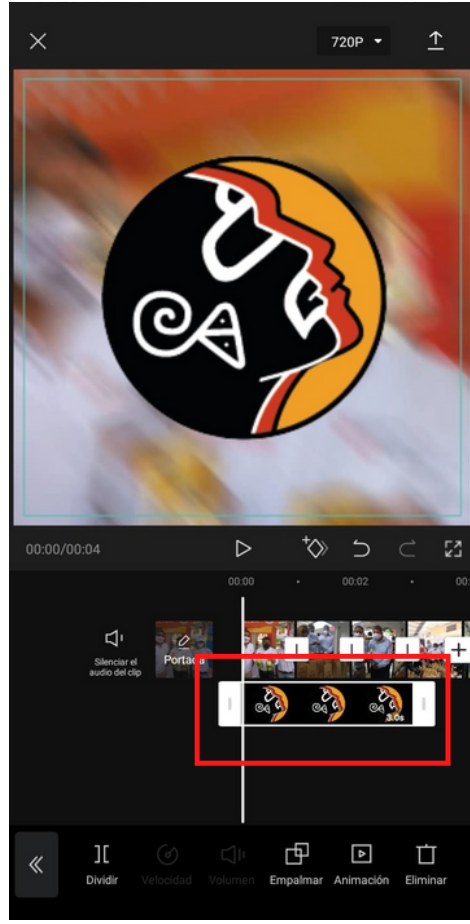 720P
00:00/00:04
00:00
00:02
Silenciar el
audio del clip
Portada
3.0s
Dividir
Velocidad
Volumen
Empalmar
Animación
Eliminar